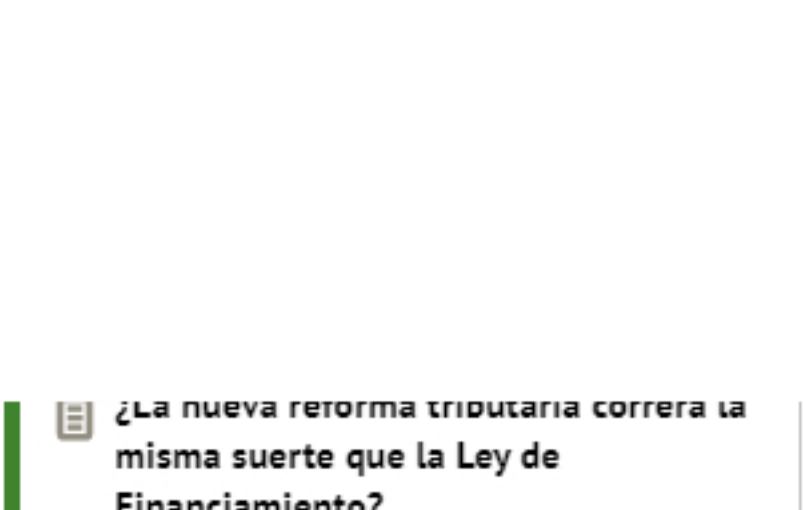 ¿La nueva reforma tributaria correrá la
misma suerte que la Ley de
Financiamiento?